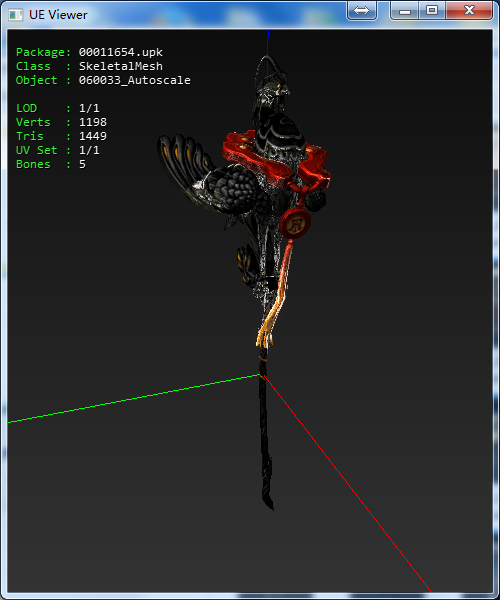 UE Viewer
Package: 00011654.upk
Class : SkeletalMesh
Object : 060033_Autoscale
LOD : 1/1
Verts : 1198
Tris : 1449
UV Set : 1/1
Bones : 5